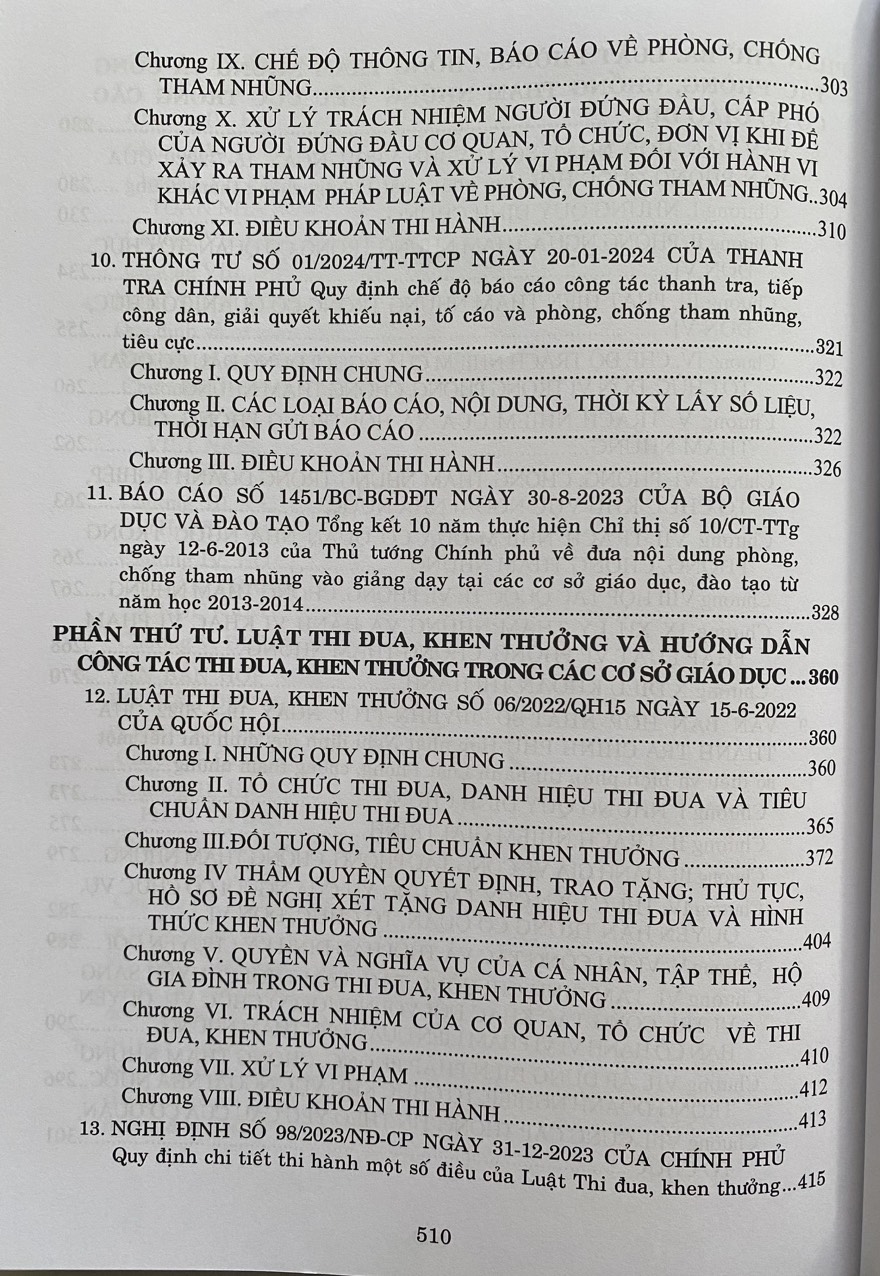 Chương IX. CHẾ ĐỘ THÔNG TIN, BÁO CÁO VỀ PHÒNG, CHỐNG
THAM NHŨNG...303
Chương X. XỬ LÝ TRÁCH NHIỆM NGƯỜI ĐỨNG ĐẦU, CẤP PHÓ
CỦA NGƯỜI ĐỨNG ĐẦU CƠ QUAN, TỔ CHỨC, ĐƠN VỊ KHI ĐỂ
XẢY RA THAM NHŨNG VÀ XỬ LÝ VI PHẠM ĐỐI VỚI HÀNH VI
KHÁC VI PHẠM PHÁP LUẬT VỀ PHÒNG, CHỐNG THAM NHŨNG..304
Chương XI. ĐIỀU KHOẢN THI HÀNH...310
10. THÔNG TƯ SỐ 01/2024/TT-TTCP NGÀY 20-01-2024 CỦA THANH
TRA CHÍNH PHỦ Quy định chế độ báo cáo công tác thanh tra, tiếp
công dân, giải quyết khiếu nại, tố cáo và phòng, chống tham nhũng,
tiêu cực...321
Chương I. QUY ĐỊNH CHUNG...322
Chương II. CÁC LOẠI BÁO CÁO, NỘI DUNG, THỜI KỲ LẤY SỐ LIỆU,
THỜI HẠN GỬI BÁO CÁO ...322
Chương III. ĐIỀU KHOẢN THI HÀNH...326
11. BÁO CÁO SỐ 1451/BC-BGDĐT NGÀY 30-8-2023 CỦA BỘ GIÁO
DỤC VÀ ĐÀO TẠO Tổng kết 10 năm thực hiện Chỉ thị số 10/CT-TTg
ngày 12-6-2013 của Thủ tướng Chính phủ về đưa nội dung phòng,
chống tham nhũng vào giảng dạy tại các cơ sở giáo dục, đào tạo từ
năm học 2013-2014...328
PHẦN THỨ TƯ. LUẬT THI ĐUA, KHEN THƯỞNG VÀ HƯỚNG DẪN
CÔNG TÁC THI ĐUA, KHEN THƯỞNG TRONG CÁC CƠ SỞ GIÁO DỤC ...360
12. LUẬT THI ĐUA, KHEN THƯỞNG SỐ 06/2022/QH15 NGÀY 15-6-2022
CỦA QUỐC HỘI...360
Chương I. NHỮNG QUY ĐỊNH CHUNG ...360
Chương II. TỔ CHỨC THI ĐUA, DANH HIỆU THI ĐUA VÀ TIÊU
CHUẨN DANH HIỆU THI ĐUA ...365
Chương III.ĐỐI TƯỢNG, TIÊU CHUẨN KHEN THƯỞNG ...372
Chương IV THẨM QUYỀN QUYẾT ĐỊNH, TRAO TẶNG; THỦ TỤC,
HỒ SƠ ĐỀ NGHỊ XÉT TẶNG DANH HIỆU THI ĐUA VÀ HÌNH
THỨC KHEN THƯỞNG ...404
Chương V. QUYỀN VÀ NGHĨA VỤ CỦA CÁ NHÂN, TẬP THỂ, HỘ
GIA ĐÌNH TRONG THI ĐUA, KHEN THƯỞNG ...409
Chương VI. TRÁCH NHIỆM CỦA CƠ QUAN, TỔ CHỨC VỀ THI
ĐUA, KHEN THƯỞNG...410
Chương VII. XỬ LÝ VI PHẠM ...412
Chương VIII. ĐIỀU KHOẢN THI HÀNH ...413
13. NGHỊ ĐỊNH SỐ 98/2023/NĐ-CP NGÀY 31-12-2023 CỦA CHÍNH PHỦ
Quy định chi tiết thi hành một số điều của Luật Thi đua, khen thưởng...415
510